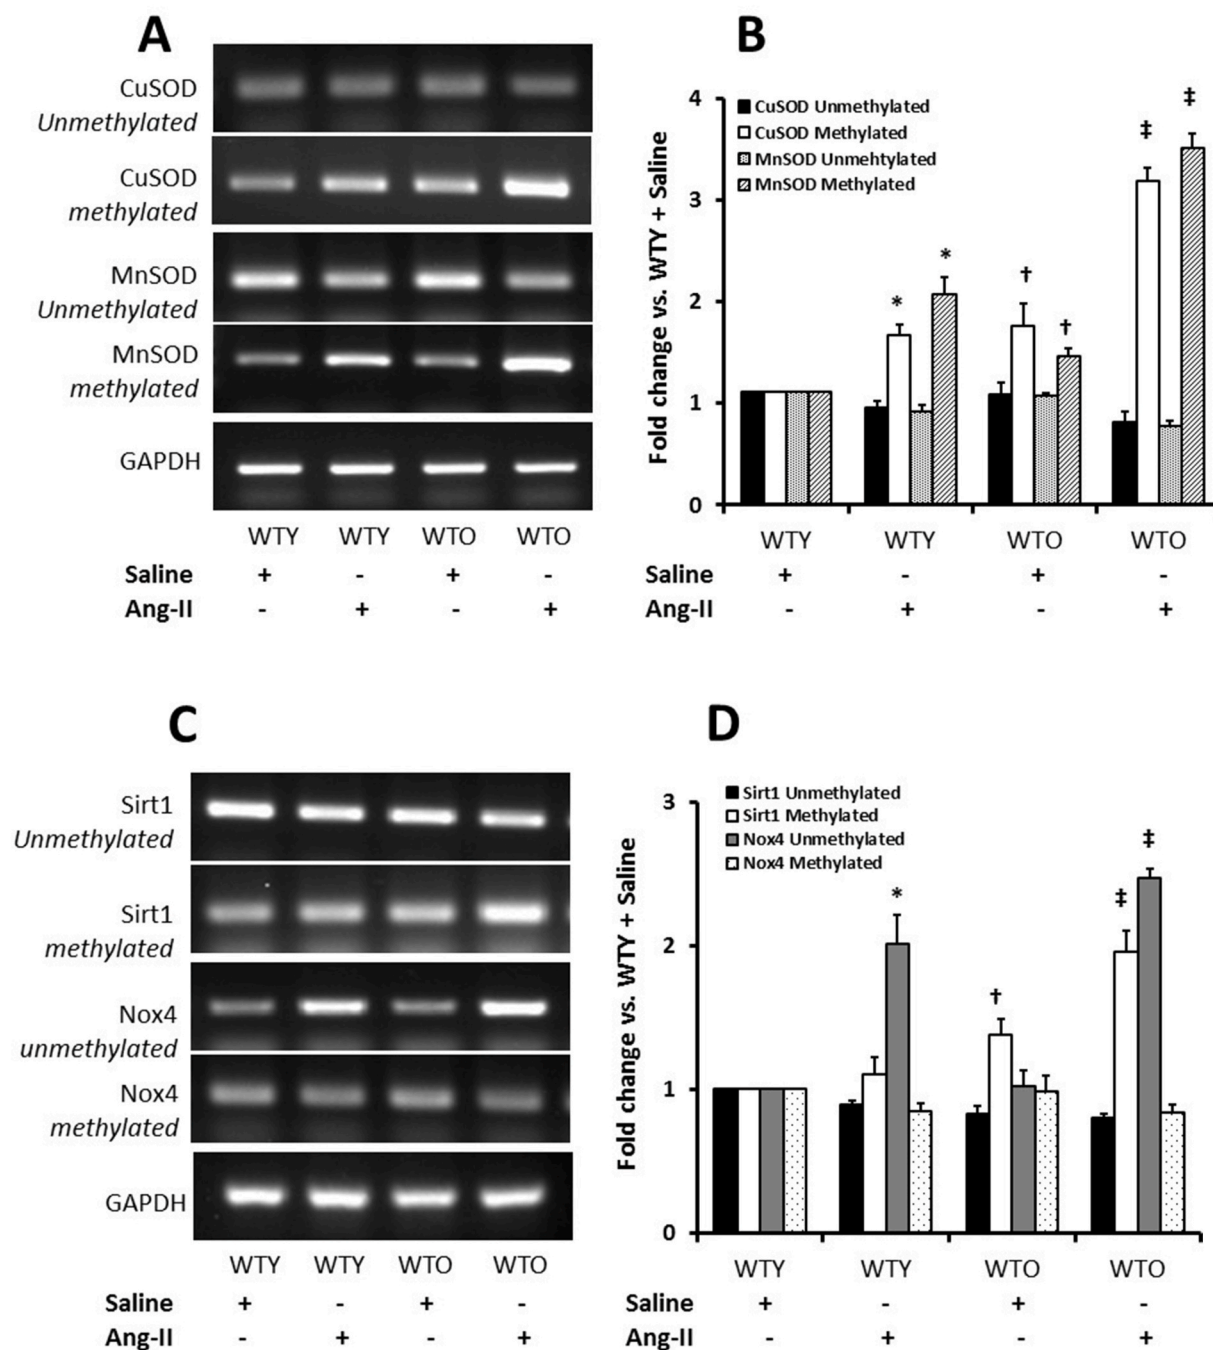 A
CuSOD
Unmethylated
CuSOD
methylated
MnSOD
Unmethylated
MnSOD
methylated
GAPDH
WTY WTY WTO WTO
Saline + - + -
Ang-II - + - +
B
Fold change vs. WTY + Saline
4
3
2
1
0
CuSOD Unmethylated
CuSOD Methylated
MnSOD Unmehtylated
MnSOD Methylated
* * † † ‡ ‡
WTY WTY WTO WTO
Saline + - + -
Ang-II - + - +
C
Sirt1
Unmethylated
Sirt1
methylated
Nox4
unmethylated
Nox4
methylated
GAPDH
WTY WTY WTO WTO
Saline + - + -
Ang-II - + - +
D
Fold change vs. WTY + Saline
3
2
1
0
Sirt1 Unmethylated
Sirt1 Methylated
Nox4 Unmethylated
Nox4 Methylated
* † ‡ ‡
WTY WTY WTO WTO
Saline + - + -
Ang-II - + - +